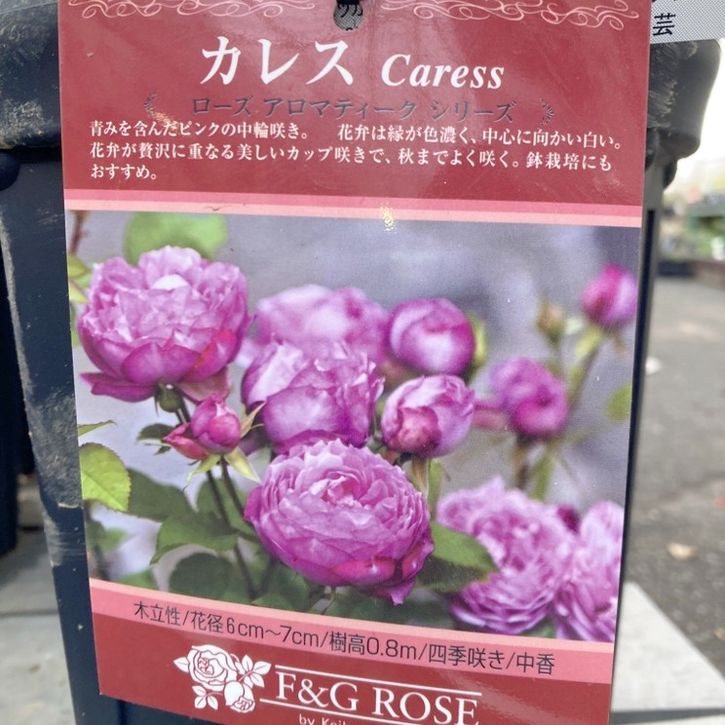 芸
カレス Caress
ローズ アロマティーク シリーズ
青みを含んだピンクの中輪咲き。 花弁は縁が色濃く、中心に向かい白い。
花弁が贅沢に重なる美しいカップ咲きで、秋までよく咲く。鉢栽培にも
おすすめ。
木立性/花径6cm～7cm/樹高0.8m/四季咲き/中香
F&G ROSE
by